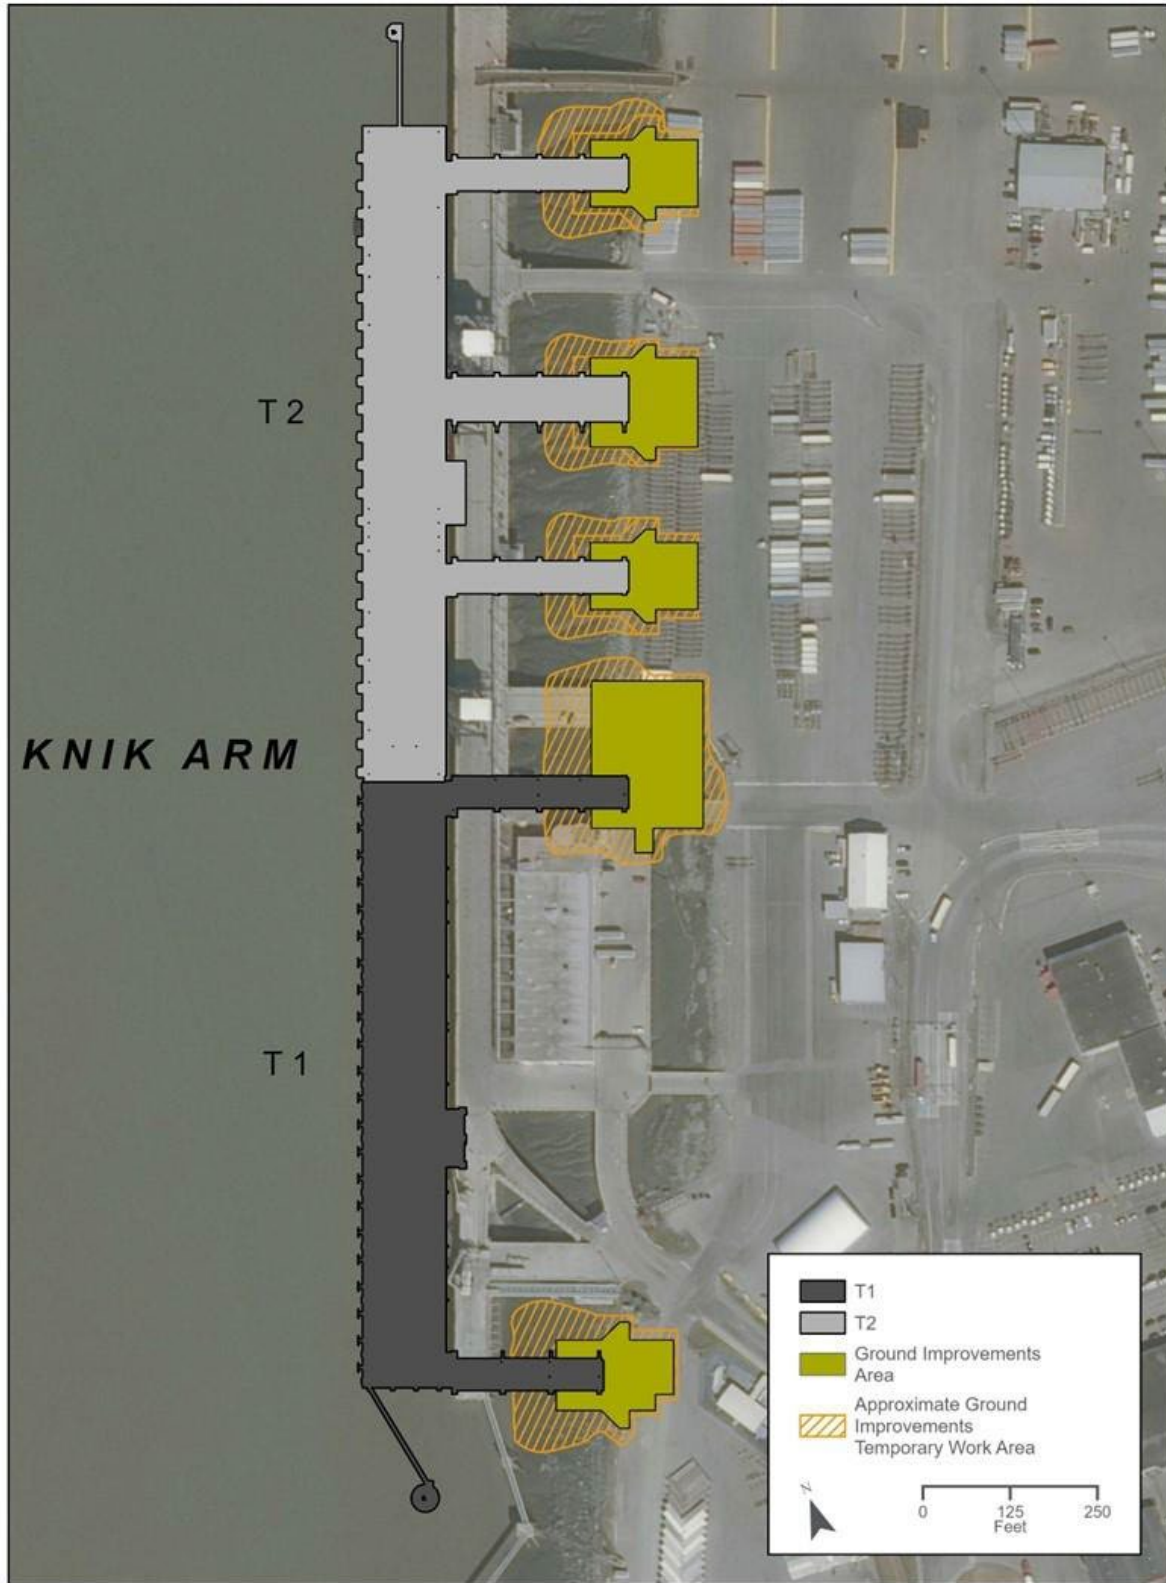 T 2
KNIK ARM
T 1
T1
T2
Ground Improvements
Area
Approximate Ground
Improvements
Temporary Work Area
N
0 125 250
Feet